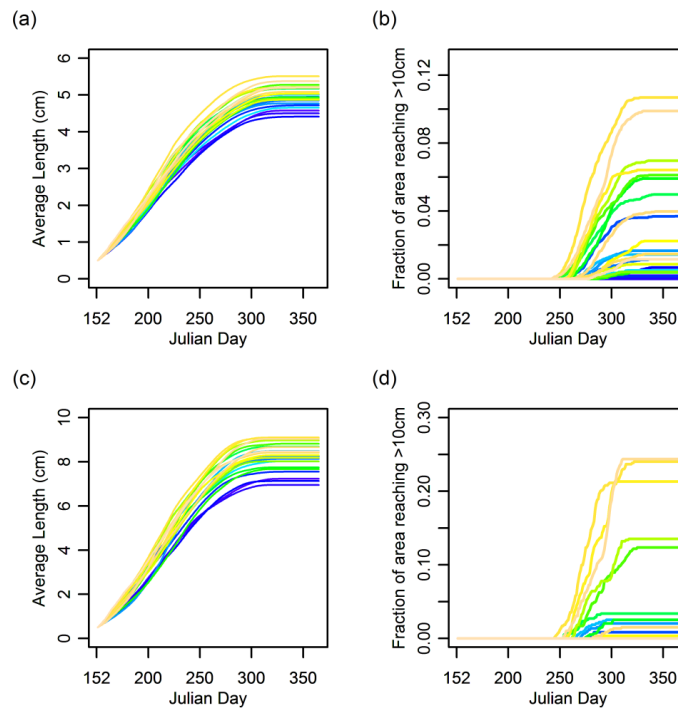 (a)
(b)
Average Length (cm)
0 1 2 3 4 5 6
152 200 250 300 350
Julian Day
Fraction of area reaching >10cm
0.00 0.04 0.08 0.12
152 200 250 300 350
Julian Day
(c)
(d)
Average Length (cm)
0 2 4 6 8 10
152 200 250 300 350
Julian Day
Fraction of area reaching >10cm
0.00 0.10 0.20 0.30
152 200 250 300 350
Julian Day